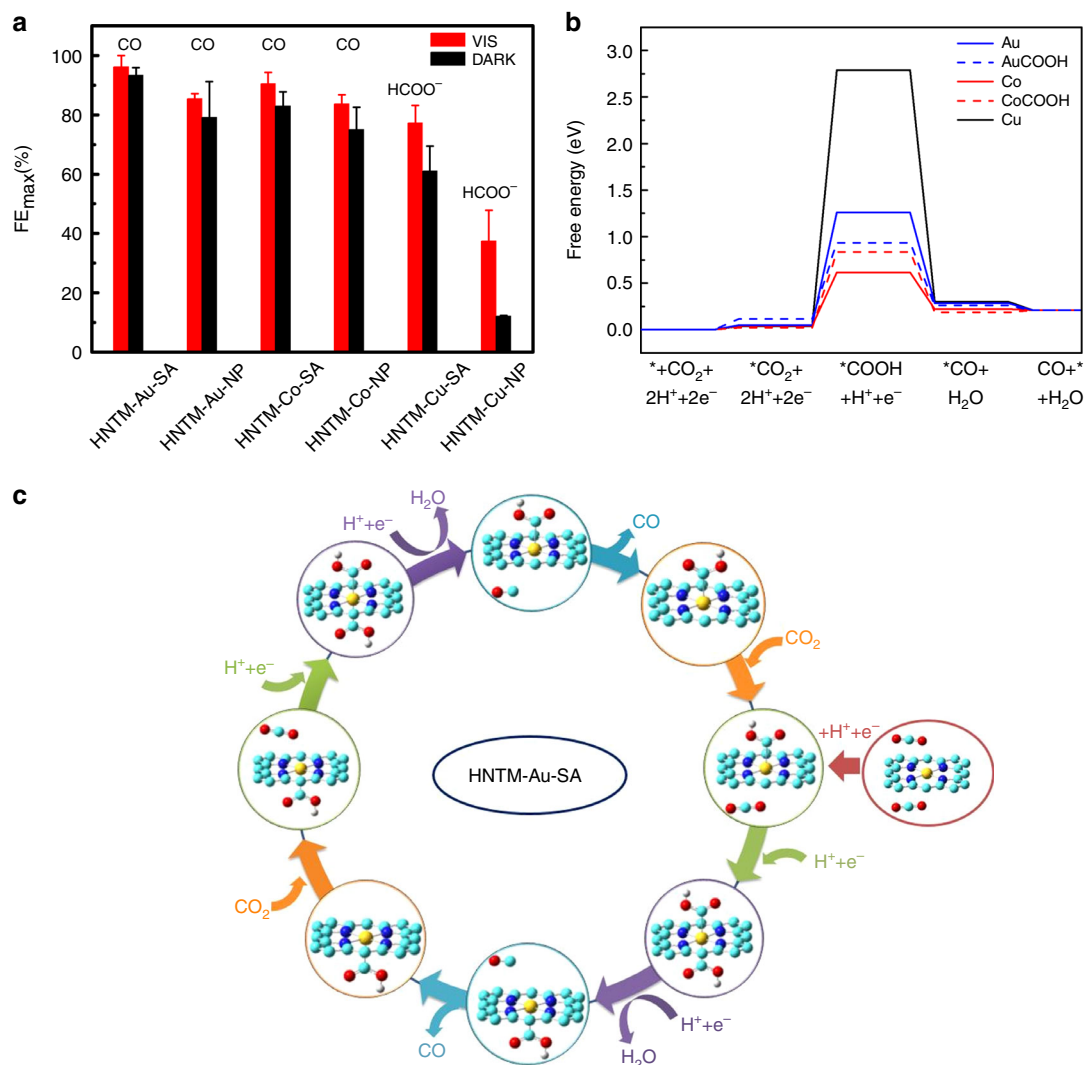 a
CO CO CO CO
VIS
DARK
HCOO⁻
HCOO⁻
FEmax(%)
100
80
60
40
20
0
HNTM-Au-SA
HNTM-Au-NP
HNTM-Co-SA
HNTM-Co-NP
HNTM-Cu-SA
HNTM-Cu-NP
b
Au
AuCOOH
Co
CoCOOH
Cu
Free energy (eV)
3.0
2.5
2.0
1.5
1.0
0.5
0.0
*+CO₂+ *CO₂+ *COOH *CO+ CO+*
2H⁺+2e⁻ 2H⁺+2e⁻ +H⁺+e⁻ H₂O +H₂O
c
H₂O
H⁺+e⁻
CO
CO₂
H⁺+e⁻
+H⁺+e⁻
HNTM-Au-SA
H⁺+e⁻
CO₂
H⁺+e⁻
CO
H₂O